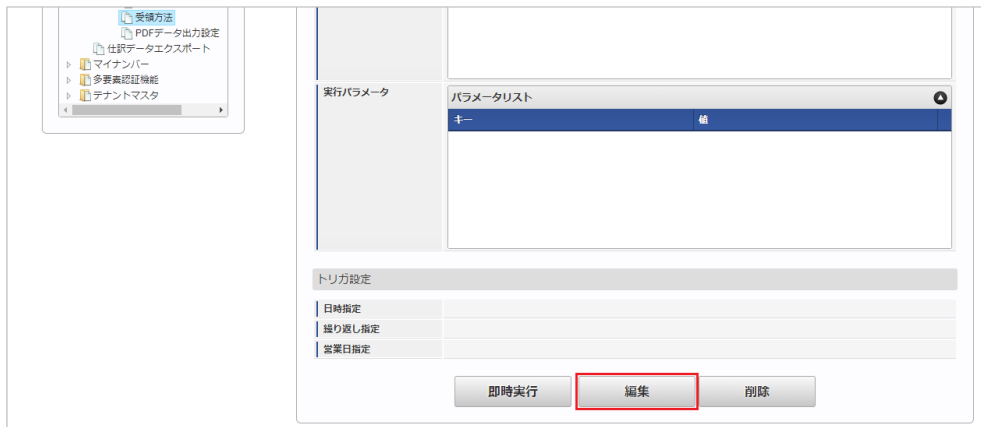 受領方法
PDFデータ出力設定
仕訳データエクスポート
マイナンバー
多要素認証機能
テナントマスタ
実行パラメータ
パラメータリスト
キー 値
トリガ設定
日時指定
繰り返し指定
営業日指定
即時実行 編集 削除